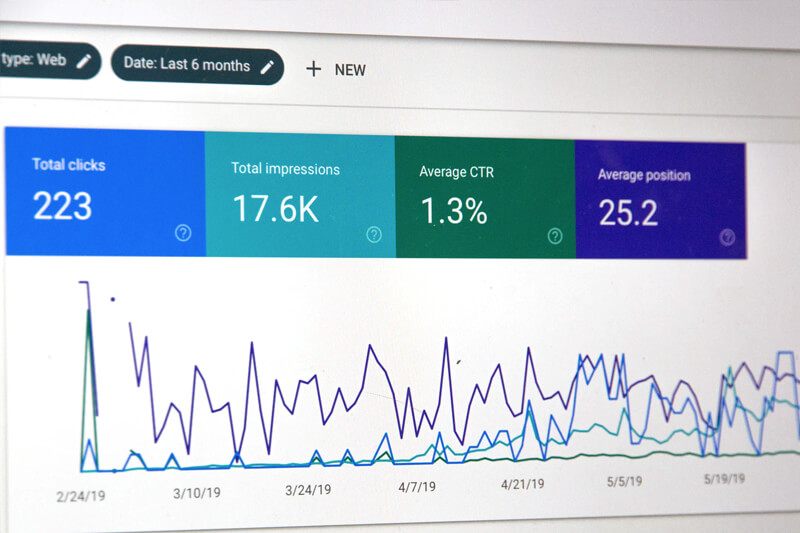 type: Web
Date: Last 6 months
+ NEW
Total clicks
223
Total impressions
17.6K
Average CTR
1.3%
Average position
25.2
2/24/19
3/10/19
3/24/19
4/7/19
4/21/19
5/5/19
5/19/19